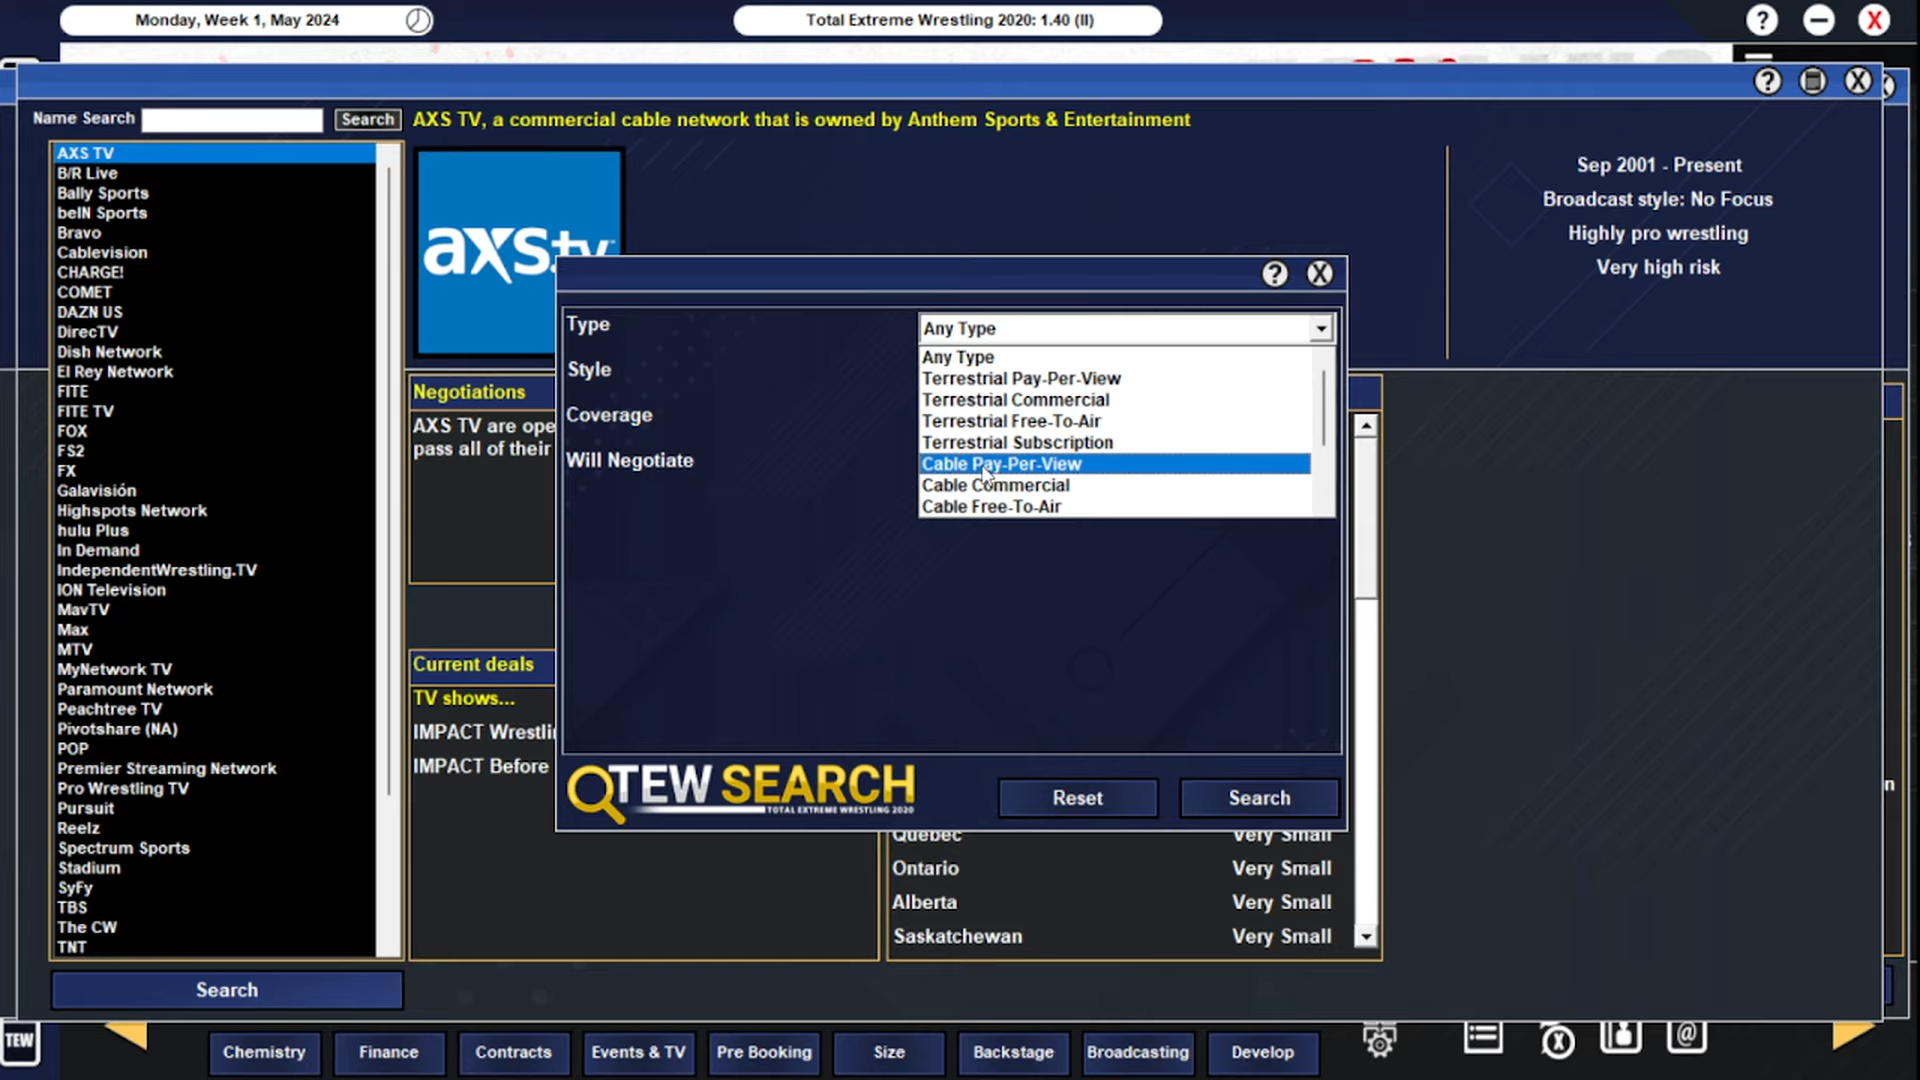 Monday, Week 1, May 2024
Total Extreme Wrestling 2020: 1.40 (II)
? X
? X
Name Search
Search
AXS TV, a commercial cable network that is owned by Anthem Sports & Entertainment
AXS TV
B/R Live
Bally Sports
beIN Sports
Bravo
Cablevision
CHARGE!
COMET
DAZN US
DirecTV
Dish Network
El Rey Network
FITE
FITE TV
FOX
FS2
FX
Galavisión
Highspots Network
hulu Plus
In Demand
IndependentWrestling.TV
ION Television
MavTV
Max
MTV
MyNetwork TV
Paramount Network
Peachtree TV
Pivotshare (NA)
POP
Premier Streaming Network
Pro Wrestling TV
Pursuit
Reelz
Spectrum Sports
Stadium
SyFy
TBS
The CW
TNT
Search
axs.tv
Sep 2001 - Present
Broadcast style: No Focus
Highly pro wrestling
Very high risk
Negotiations
AXS TV are ope
pass all of their
Current deals
TV shows...
IMPACT Wrestlin
IMPACT Before
? X
Type
Style
Coverage
Will Negotiate
Any Type
Any Type
Terrestrial Pay-Per-View
Terrestrial Commercial
Terrestrial Free-To-Air
Terrestrial Subscription
Cable Pay-Per-View
Cable Commercial
Cable Free-To-Air
TEW SEARCH
TOTAL EXTREME WRESTLING 2020
Reset
Search
Quebec Very Small
Ontario Very Small
Alberta Very Small
Saskatchewan Very Small
n
TEW
Chemistry
Finance
Contracts
Events & TV
Pre Booking
Size
Backstage
Broadcasting
Develop
X
@